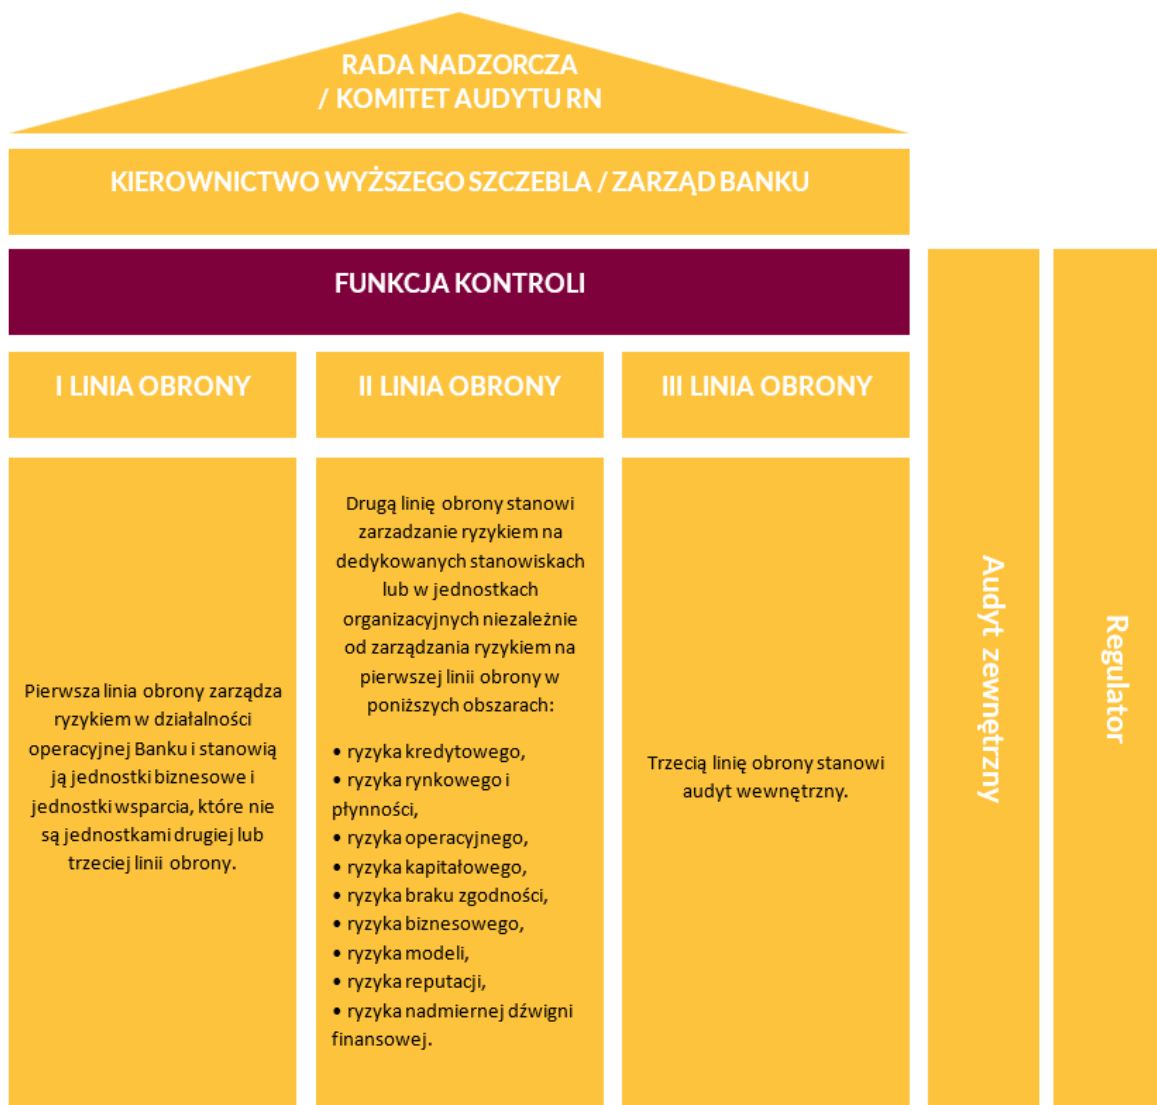 RADA NADZORCZA
/ KOMITET AUDYTU RN
KIEROWNICTWO WYŻSZEGO SZCZEBLA / ZARZĄD BANKU
FUNKCJA KONTROLI
I LINIA OBRONY
Pierwsza linia obrony zarządza
ryzykiem w działalności
operacyjnej Banku i stanowią
ją jednostki biznesowe i
jednostki wsparcia, które nie
są jednostkami drugiej lub
trzeciej linii obrony.
II LINIA OBRONY
Drugą linię obrony stanowi
zarzadzanie ryzykiem na
dedykowanych stanowiskach
lub w jednostkach
organizacyjnych niezależnie
od zarządzania ryzykiem na
pierwszej linii obrony w
poniższych obszarach:
• ryzyka kredytowego,
• ryzyka rynkowego i
płynności,
• ryzyka operacyjnego,
• ryzyka kapitałowego,
• ryzyka braku zgodności,
• ryzyka biznesowego,
• ryzyka modeli,
• ryzyka reputacji,
• ryzyka nadmiernej dźwigni
finansowej.
III LINIA OBRONY
Trzecią linię obrony stanowi
audyt wewnętrzny.
Audyt zewnętrzny
Regulator